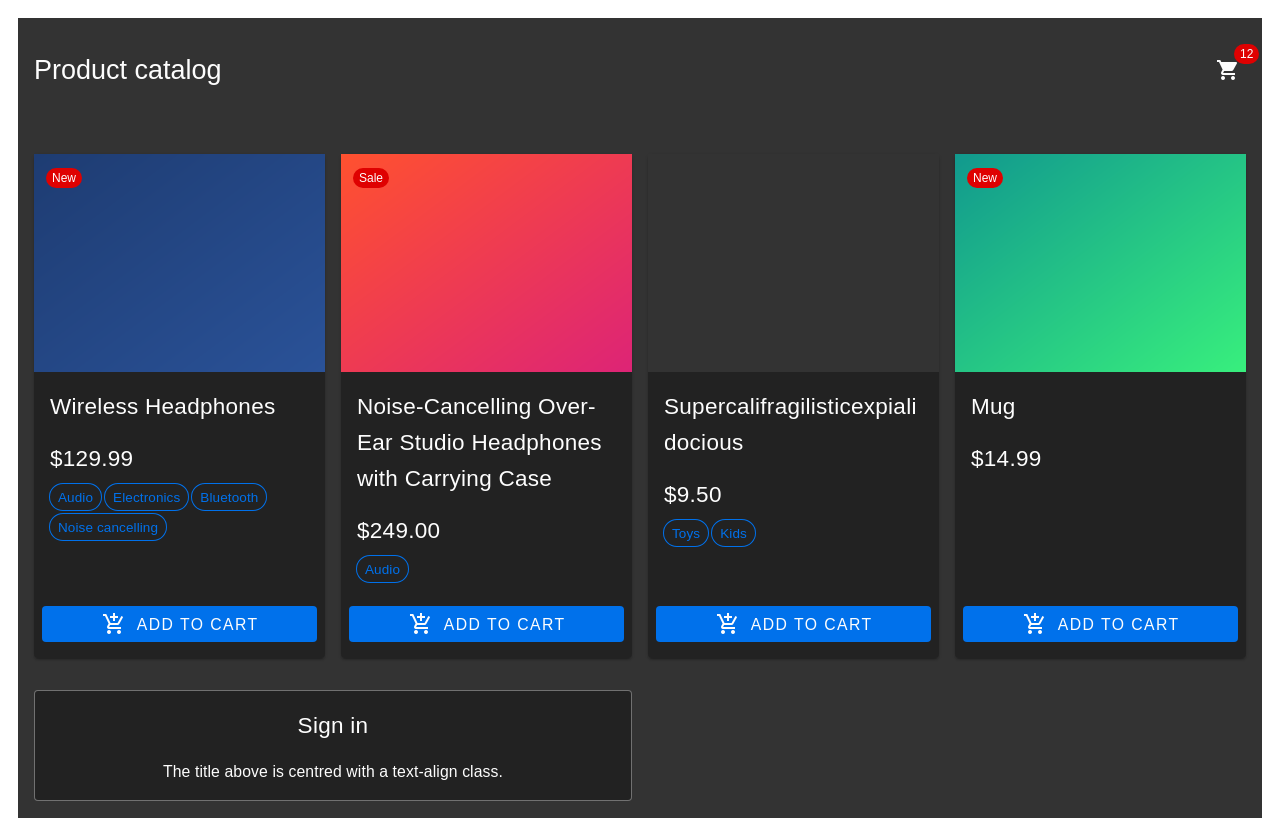 Product catalog
12
New
Wireless Headphones
$129.99
Audio
Electronics
Bluetooth
Noise cancelling
ADD TO CART
Sale
Noise-Cancelling Over-
Ear Studio Headphones
with Carrying Case
$249.00
Audio
ADD TO CART
Supercalifragilisticexpiali
docious
$9.50
Toys
Kids
ADD TO CART
New
Mug
$14.99
ADD TO CART
Sign in
The title above is centred with a text-align class.